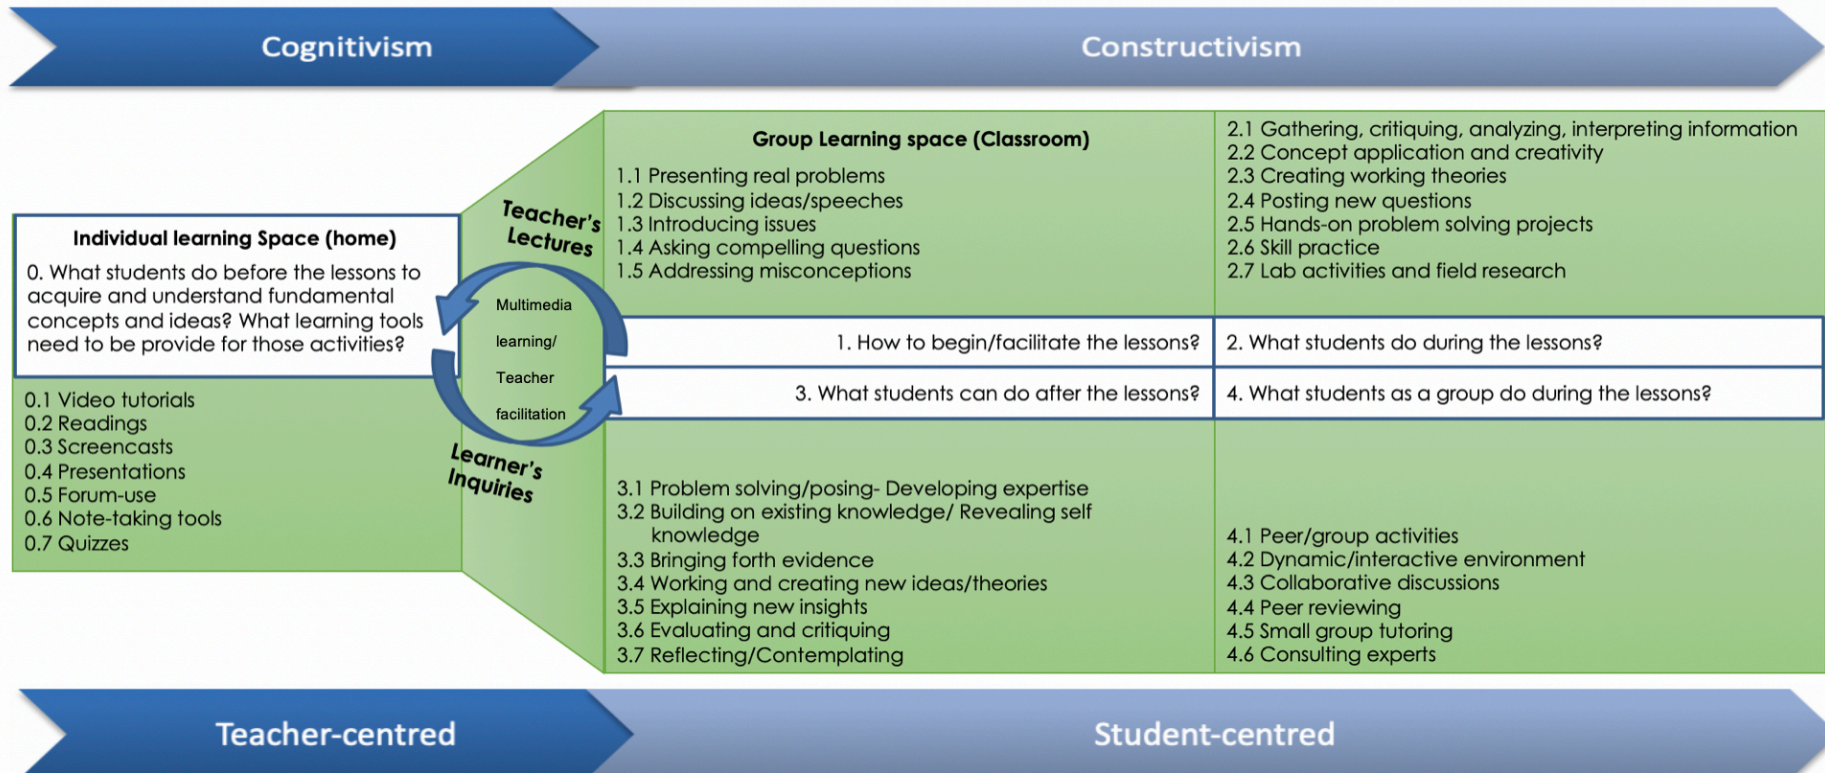 Cognitivism
Constructivism
Individual learning Space (home)
0. What students do before the lessons to
acquire and understand fundamental
concepts and ideas? What learning tools
need to be provide for those activities?
0.1 Video tutorials
0.2 Readings
0.3 Screencasts
0.4 Presentations
0.5 Forum-use
0.6 Note-taking tools
0.7 Quizzes
Teacher's
Lectures
Multimedia
learning/
Teacher
facilitation
Learner's
Inquiries
Group Learning space (Classroom)
1.1 Presenting real problems
1.2 Discussing ideas/speeches
1.3 Introducing issues
1.4 Asking compelling questions
1.5 Addressing misconceptions
2.1 Gathering, critiquing, analyzing, interpreting information
2.2 Concept application and creativity
2.3 Creating working theories
2.4 Posting new questions
2.5 Hands-on problem solving projects
2.6 Skill practice
2.7 Lab activities and field research
1. How to begin/facilitate the lessons?
2. What students do during the lessons?
3. What students can do after the lessons?
4. What students as a group do during the lessons?
3.1 Problem solving/posing- Developing expertise
3.2 Building on existing knowledge/ Revealing self
knowledge
3.3 Bringing forth evidence
3.4 Working and creating new ideas/theories
3.5 Explaining new insights
3.6 Evaluating and critiquing
3.7 Reflecting/Contemplating
4.1 Peer/group activities
4.2 Dynamic/interactive environment
4.3 Collaborative discussions
4.4 Peer reviewing
4.5 Small group tutoring
4.6 Consulting experts
Teacher-centred
Student-centred